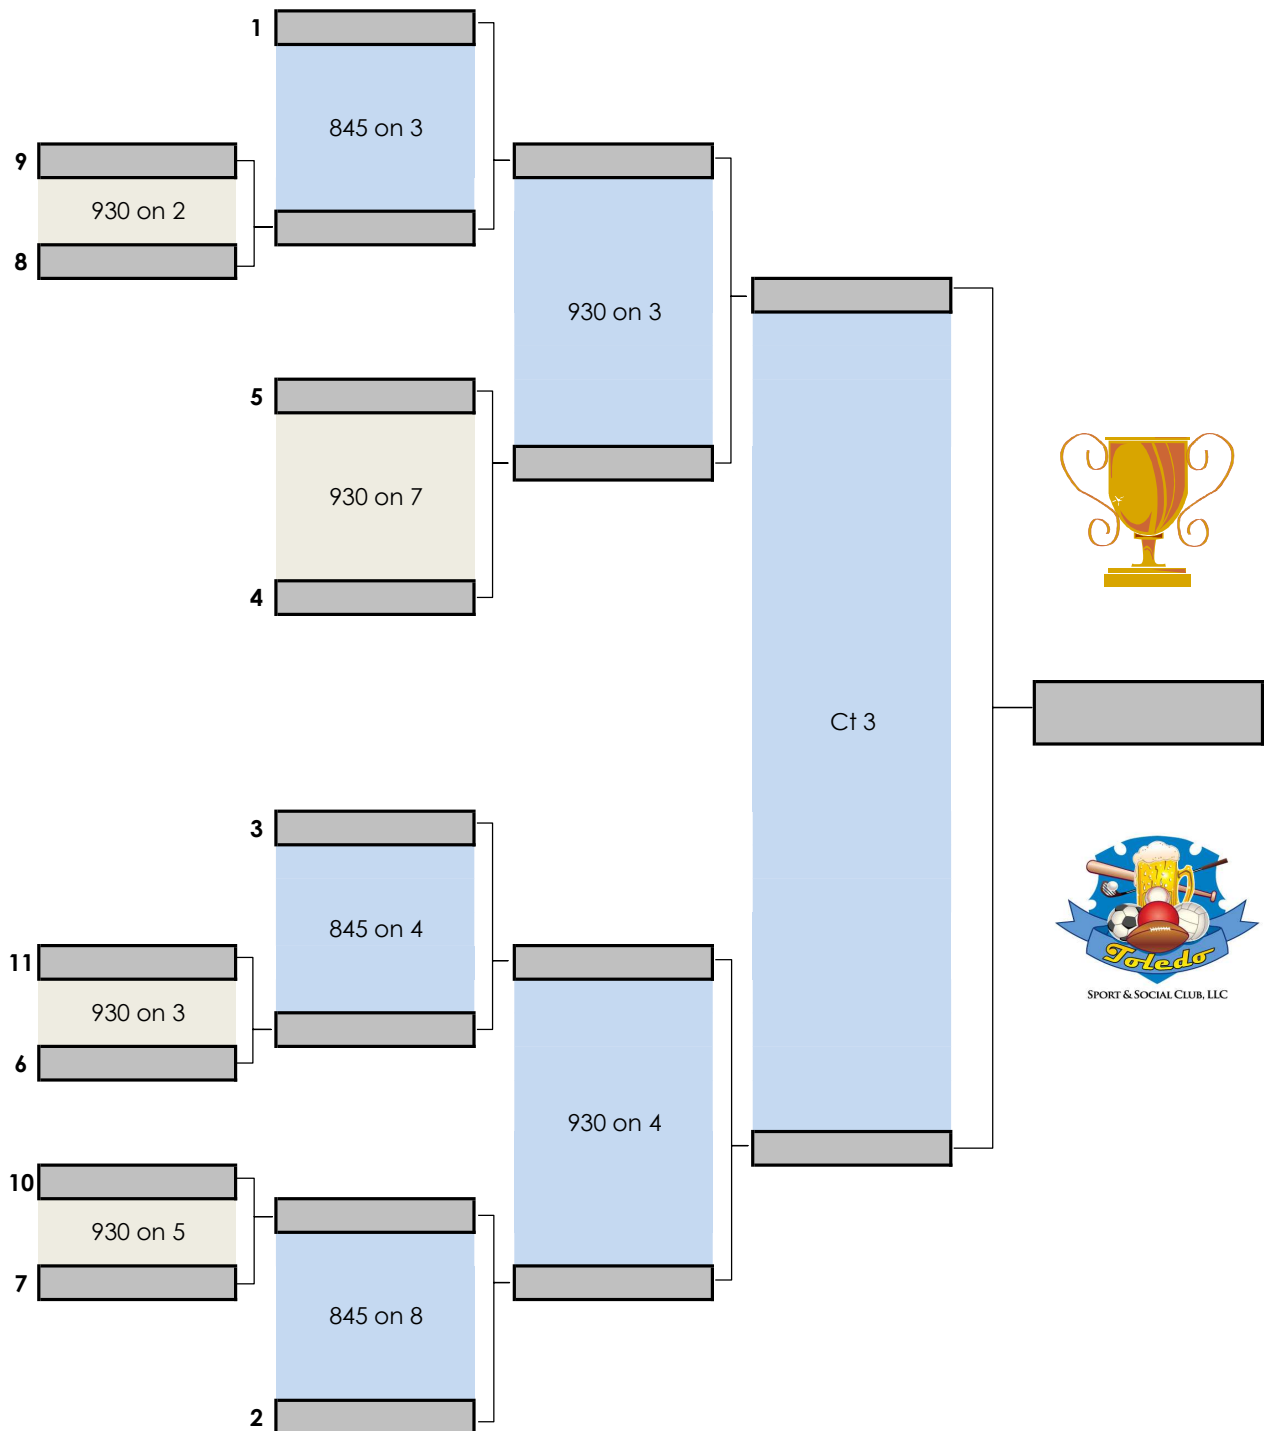 1
845 on 3
9
930 on 2
8
930 on 3
5
930 on 7
4
Ct 3
3
845 on 4
11
930 on 3
6
930 on 4
10
930 on 5
7
845 on 8
2
Toledo
SPORT & SOCIAL CLUB, LLC